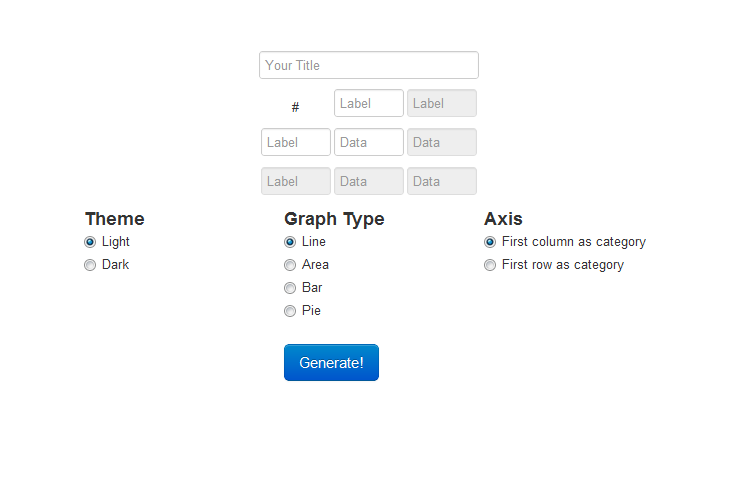 Your Title
# Label Label
Label Data Data
Label Data Data
Theme Graph Type Axis
Light Line First column as category
Dark Area First row as category
Bar
Pie
Generate!